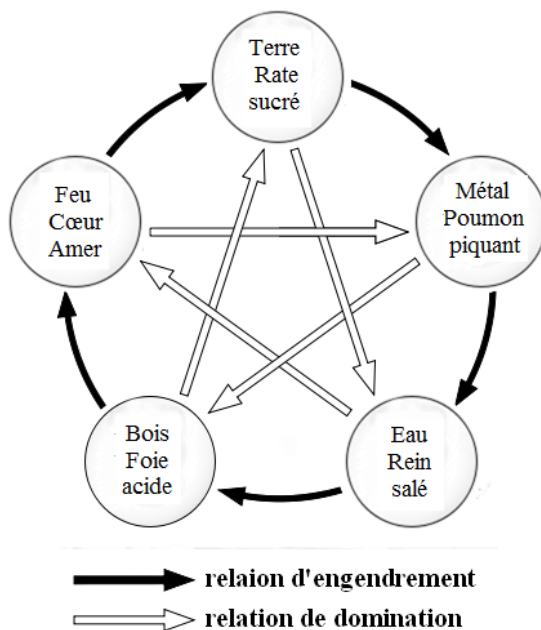 Terre
Rate
sucré
Feu
Cœur
Amer
Métal
Poumon
piquant
Bois
Foie
acide
Eau
Rein
salé
relaion d'engendrement
relation de domination